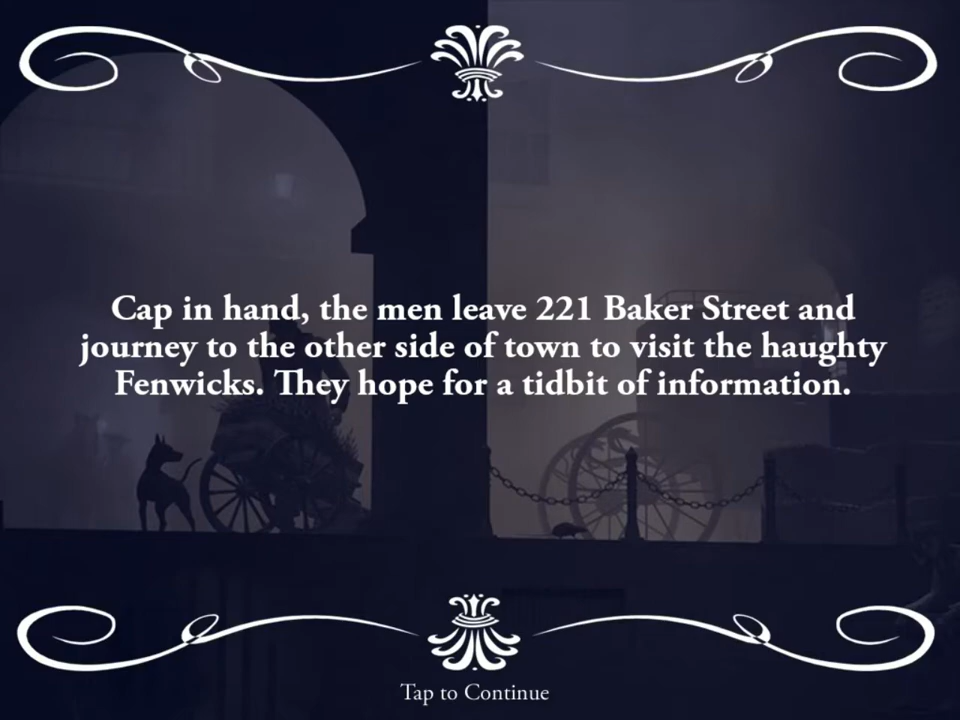 Cap in hand, the men leave 221 Baker Street and
journey to the other side of town to visit the haughty
Fenwicks. They hope for a tidbit of information.
Tap to Continue